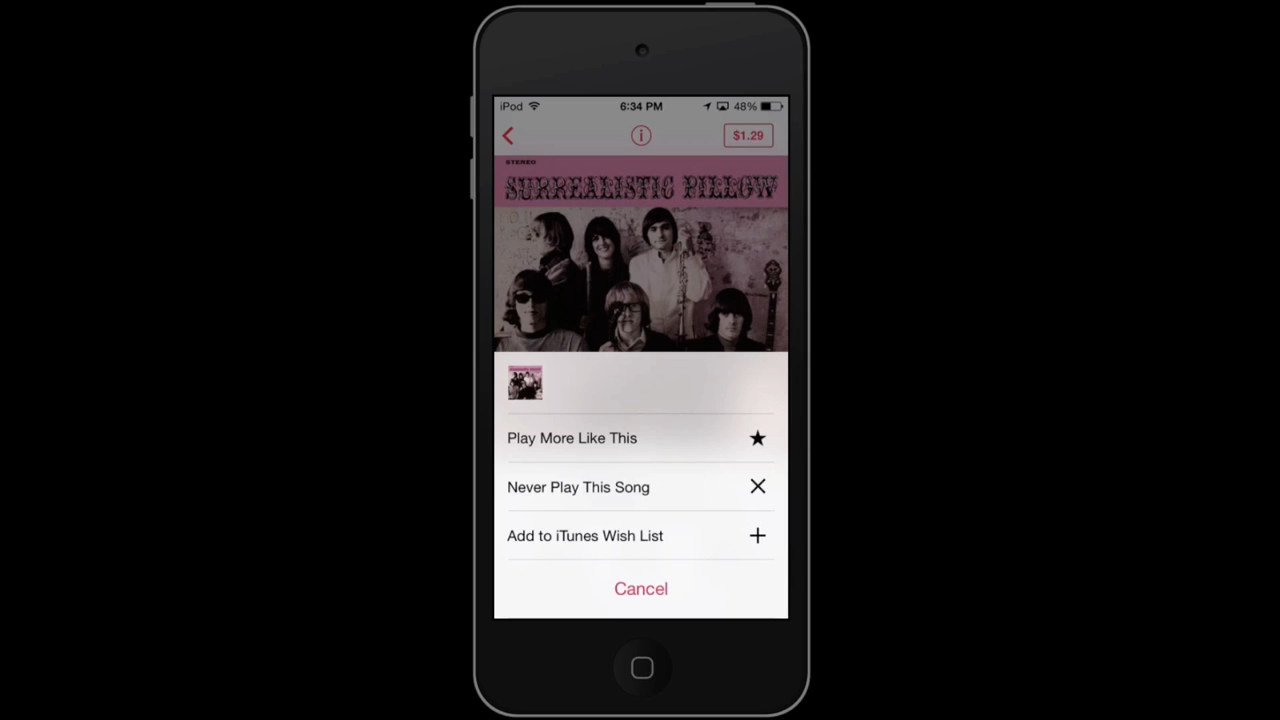 iPod 6:34 PM 48%
$1.29
STEREO
SURREALISTIC PILLOW
Play More Like This
Never Play This Song
Add to iTunes Wish List
Cancel